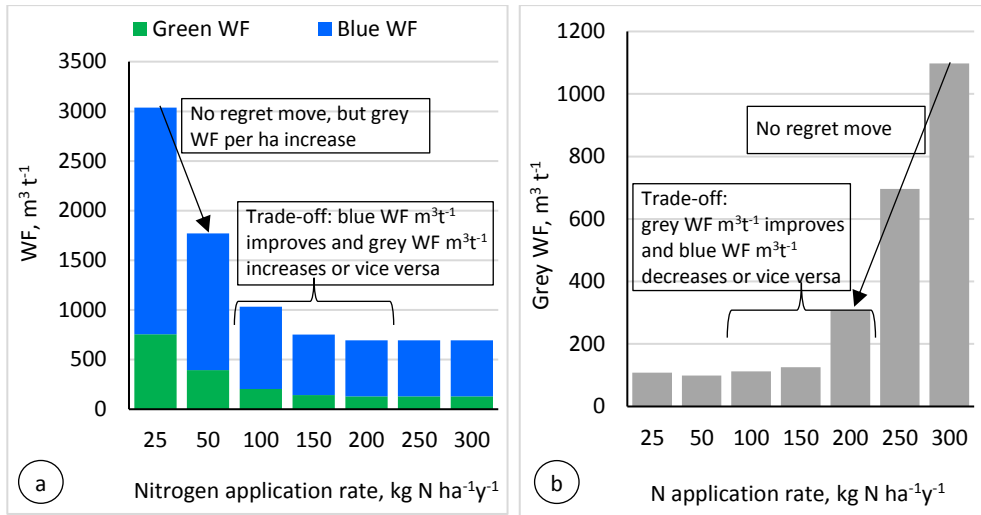 Green WF
Blue WF
3500
3000
2500
2000
1500
1000
500
0
WF, m³ t⁻¹
No regret move, but grey
WF per ha increase
Trade-off: blue WF m³t⁻¹
improves and grey WF m³t⁻¹
increases or vice versa
25 50 100 150 200 250 300
a
Nitrogen application rate, kg N ha⁻¹y⁻¹
1200
1000
800
600
400
200
0
Grey WF, m³ t⁻¹
No regret move
Trade-off:
grey WF m³t⁻¹ improves
and blue WF m³t⁻¹
decreases or vice versa
25 50 100 150 200 250 300
b
N application rate, kg N ha⁻¹y⁻¹